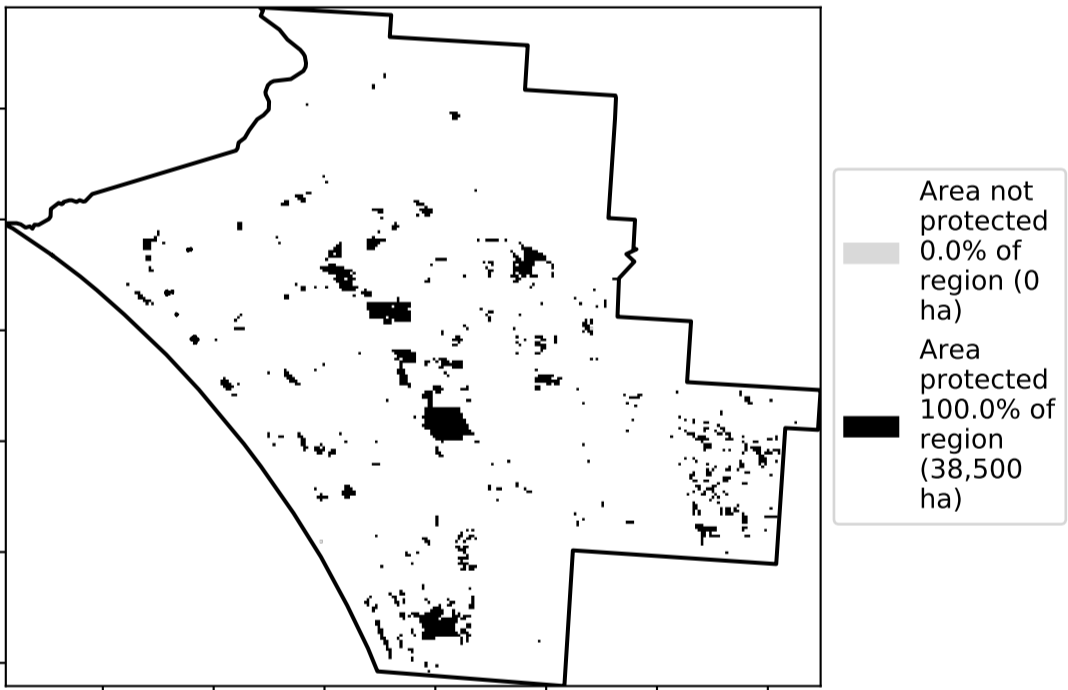 Area not
protected
0.0% of
region (0
ha)
Area
protected
100.0% of
region
(38,500
ha)